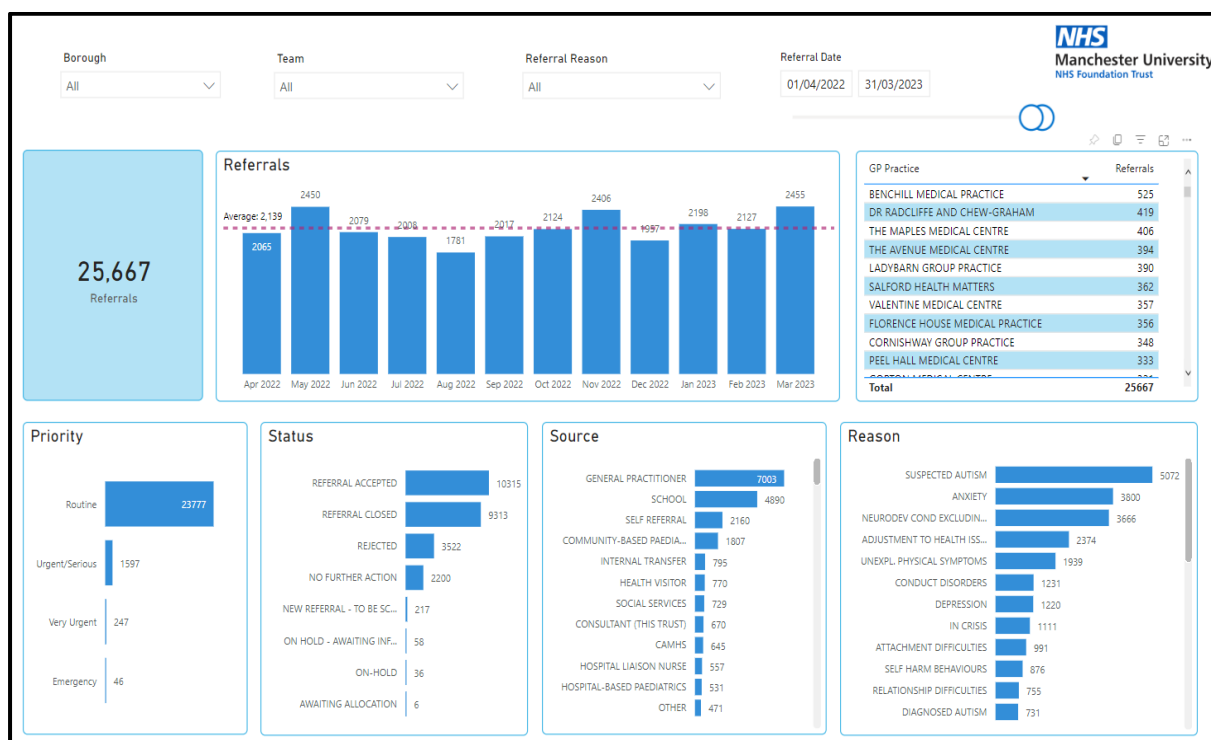 NHS
Manchester University
NHS Foundation Trust
Borough
All
Team
All
Referral Reason
All
Referral Date
01/04/2022 31/03/2023
25,667
Referrals
Referrals
Average: 2,139
2065 2450 2079 2008 1781 2017 2124 2406 1957 2198 2127 2455
Apr 2022 May 2022 Jun 2022 Jul 2022 Aug 2022 Sep 2022 Oct 2022 Nov 2022 Dec 2022 Jan 2023 Feb 2023 Mar 2023
GP Practice Referrals
BENCHILL MEDICAL PRACTICE 525
DR RADCLIFFE AND CHEW-GRAHAM 419
THE MAPLES MEDICAL CENTRE 406
THE AVENUE MEDICAL CENTRE 394
LADYBARN GROUP PRACTICE 390
SALFORD HEALTH MATTERS 362
VALENTINE MEDICAL CENTRE 357
FLORENCE HOUSE MEDICAL PRACTICE 356
CORNISHWAY GROUP PRACTICE 348
PEEL HALL MEDICAL CENTRE 333
Total 25667
Priority
Routine 23777
Urgent/Serious 1597
Very Urgent 247
Emergency 46
Status
REFERRAL ACCEPTED 10315
REFERRAL CLOSED 9313
REJECTED 3522
NO FURTHER ACTION 2200
NEW REFERRAL - TO BE SC... 217
ON HOLD - AWAITING INF... 58
ON-HOLD 36
AWAITING ALLOCATION 6
Source
GENERAL PRACTITIONER 7003
SCHOOL 4890
SELF REFERRAL 2160
COMMUNITY-BASED PAEDIA... 1807
INTERNAL TRANSFER 795
HEALTH VISITOR 770
SOCIAL SERVICES 729
CONSULTANT (THIS TRUST) 670
CAMHS 645
HOSPITAL LIAISON NURSE 557
HOSPITAL-BASED PAEDIATRICS 531
OTHER 471
Reason
SUSPECTED AUTISM 5072
ANXIETY 3800
NEURODEV COND EXCLUDIN... 3666
ADJUSTMENT TO HEALTH ISS... 2374
UNEXPL. PHYSICAL SYMPTOMS 1939
CONDUCT DISORDERS 1231
DEPRESSION 1220
IN CRISIS 1111
ATTACHMENT DIFFICULTIES 991
SELF HARM BEHAVIOURS 876
RELATIONSHIP DIFFICULTIES 755
DIAGNOSED AUTISM 731